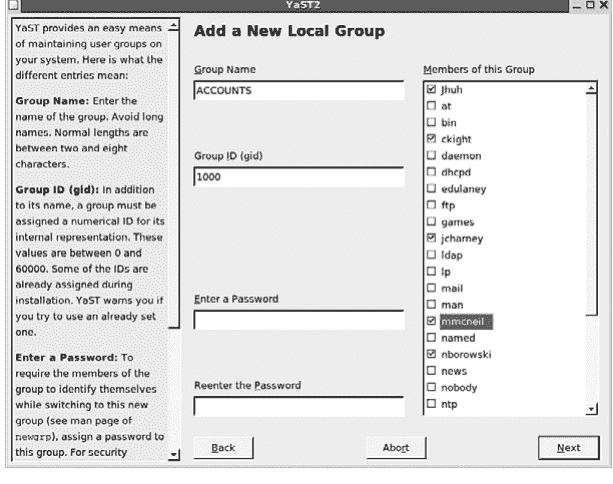 YaST2
YaST provides an easy means
of maintaining user groups on
your system. Here is what the
different entries mean:
Group Name: Enter the
name of the group. Avoid long
names. Normal lengths are
between two and eight
characters.
Group ID (gid): In addition
to its name, a group must be
assigned a numerical ID for its
internal representation. These
values are between 0 and
60000. Some of the IDs are
already assigned during
installation. YaST warns you if
you try to use an already set
one.
Enter a Password: To
require the members of the
group to identify themselves
while switching to this new
group (see man page of
newgrp), assign a password to
this group. For security
Add a New Local Group
Group Name
ACCOUNTS
Group ID (gid)
1000
Enter a Password
Reenter the Password
Members of this Group
Jhuh
at
bin
ckight
daemon
dhcpd
edulaney
ftp
games
jcharney
ldap
lp
mail
man
mmcneil
named
nborowski
news
nobody
ntp
Back
Abort
Next